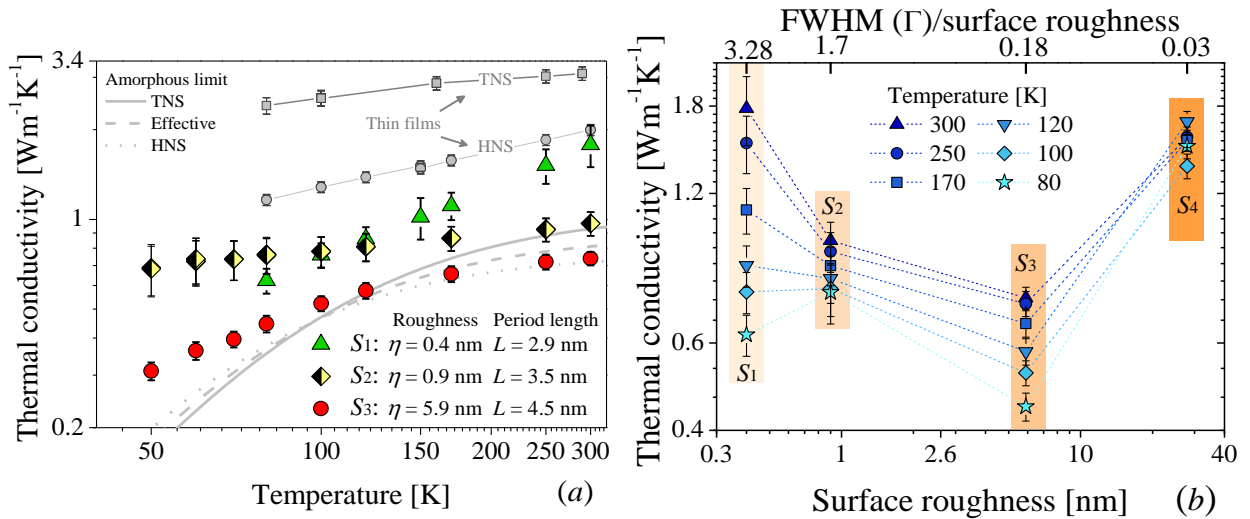 Thermal conductivity [Wm⁻¹K⁻¹]
3.4
1
0.2
Amorphous limit
TNS
Effective
HNS
TNS
Thin films
HNS
Roughness Period length
S₁: η = 0.4 nm L = 2.9 nm
S₂: η = 0.9 nm L = 3.5 nm
S₃: η = 5.9 nm L = 4.5 nm
50 100 150 200 250 300
Temperature [K]
(a)
FWHM (Γ)/surface roughness
3.28 1.7 0.18 0.03
Thermal conductivity [Wm⁻¹K⁻¹]
1.8
1.2
0.6
0.4
Temperature [K]
300 120
250 100
170 80
S₁
S₂
S₃
S₄
0.3 1 2.6 10 40
Surface roughness [nm]
(b)